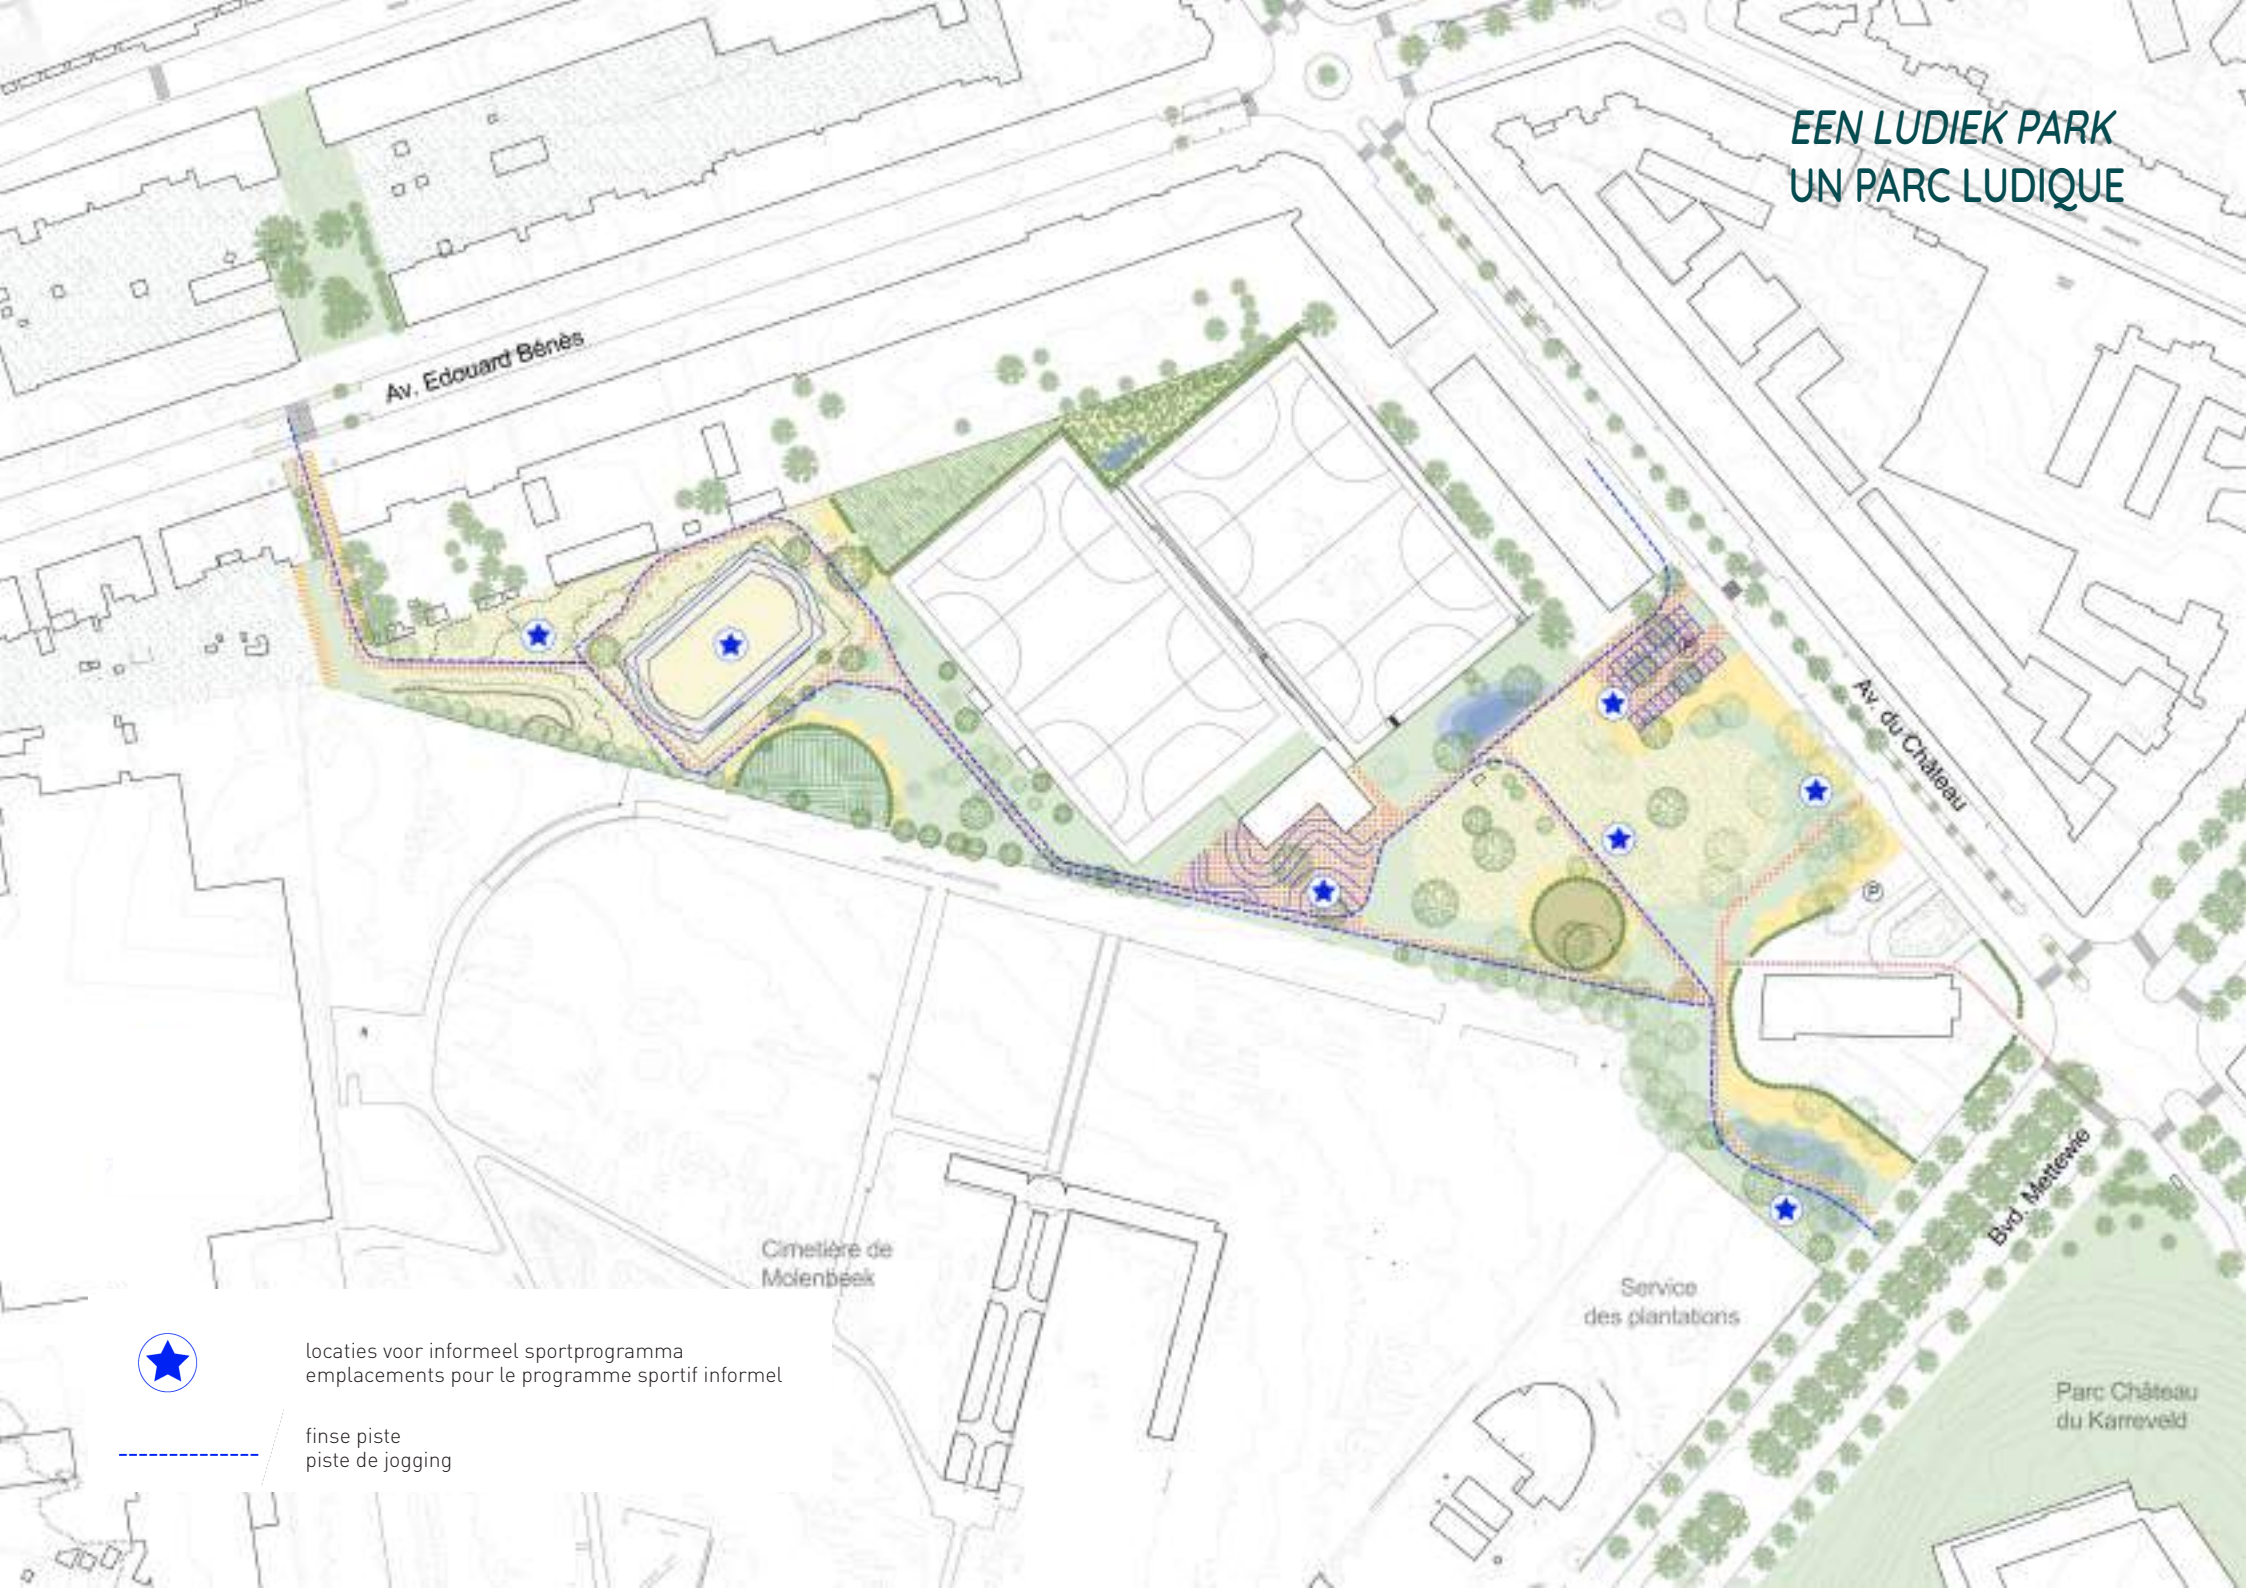 EEN LUDIEK PARK
UN PARC LUDIQUE
Av. Edouard Bénès
Av. du Château
P
Bvd. Mettewie
Cimetière de
Molenbeek
Service
des plantations
Parc Château
du Karreveld
locaties voor informeel sportprogramma
emplacements pour le programme sportif informel
finse piste
piste de jogging